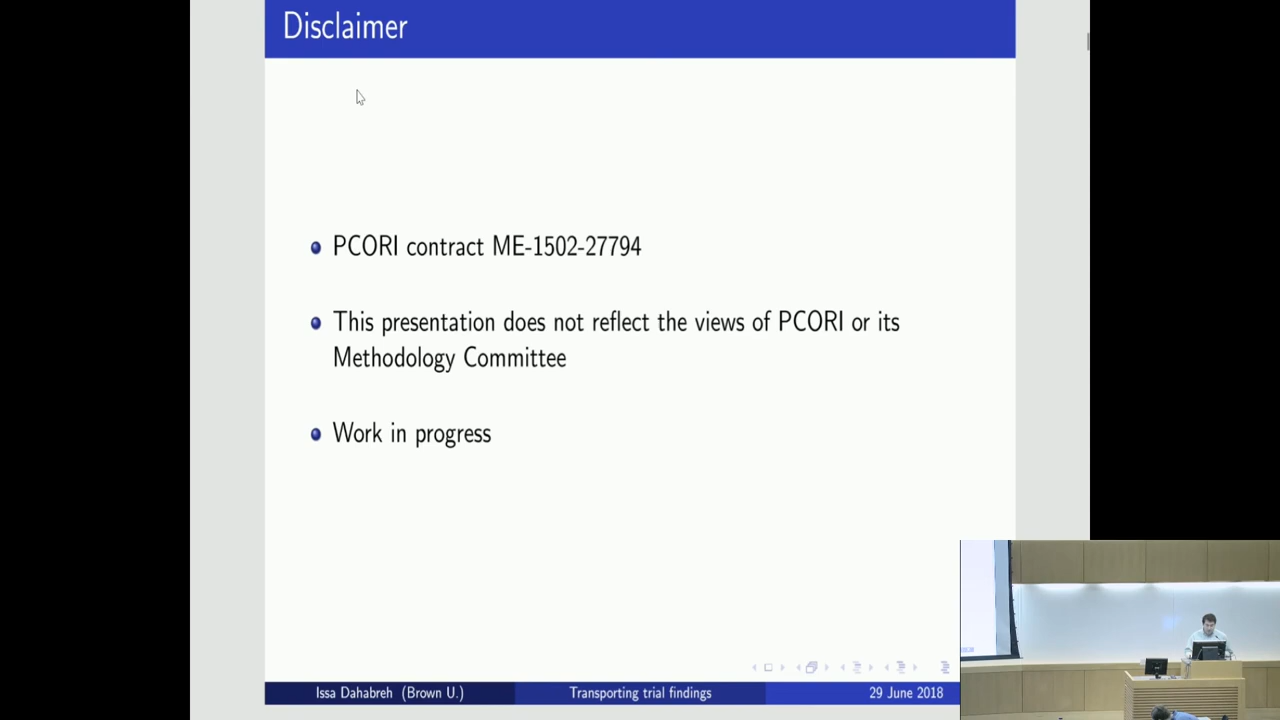 Disclaimer
PCORI contract ME-1502-27794
This presentation does not reflect the views of PCORI or its
Methodology Committee
Work in progress
Issa Dahabreh (Brown U.)
Transporting trial findings
29 June 2018